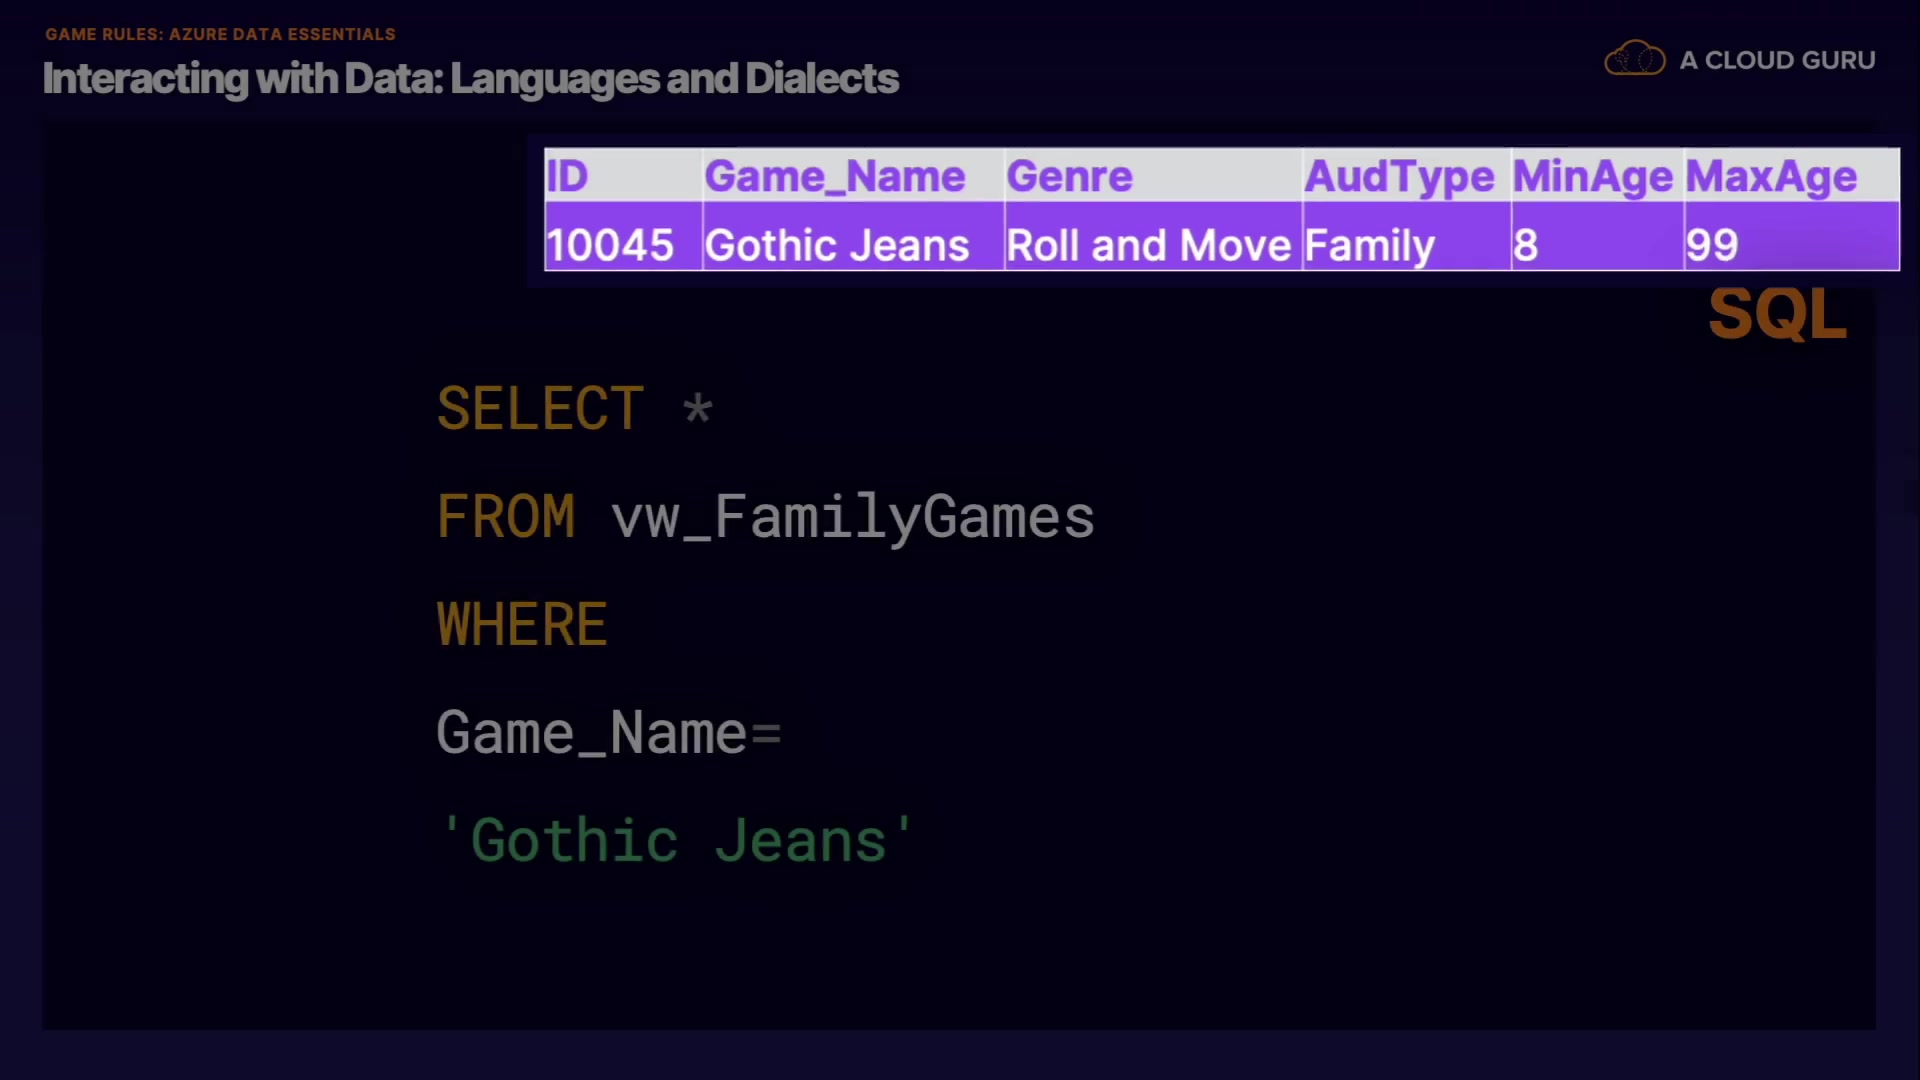 GAME RULES: AZURE DATA ESSENTIALS
Interacting with Data: Languages and Dialects
A CLOUD GURU
ID Game_Name Genre AudType MinAge MaxAge
10045 Gothic Jeans Roll and Move Family 8 99
SQL
SELECT *
FROM vw_FamilyGames
WHERE
Game_Name=
'Gothic Jeans'